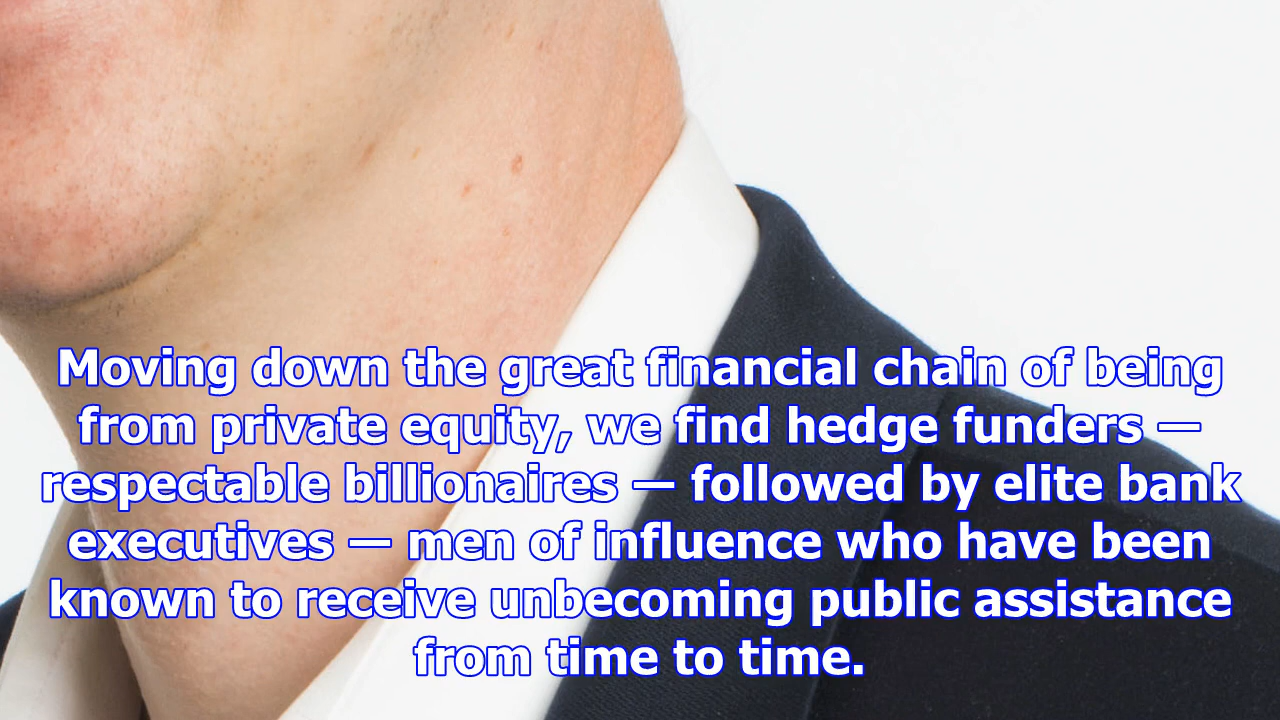 Moving down the great financial chain of being
from private equity, we find hedge funders —
respectable billionaires — followed by elite bank
executives — men of influence who have been
known to receive unbecoming public assistance
from time to time.